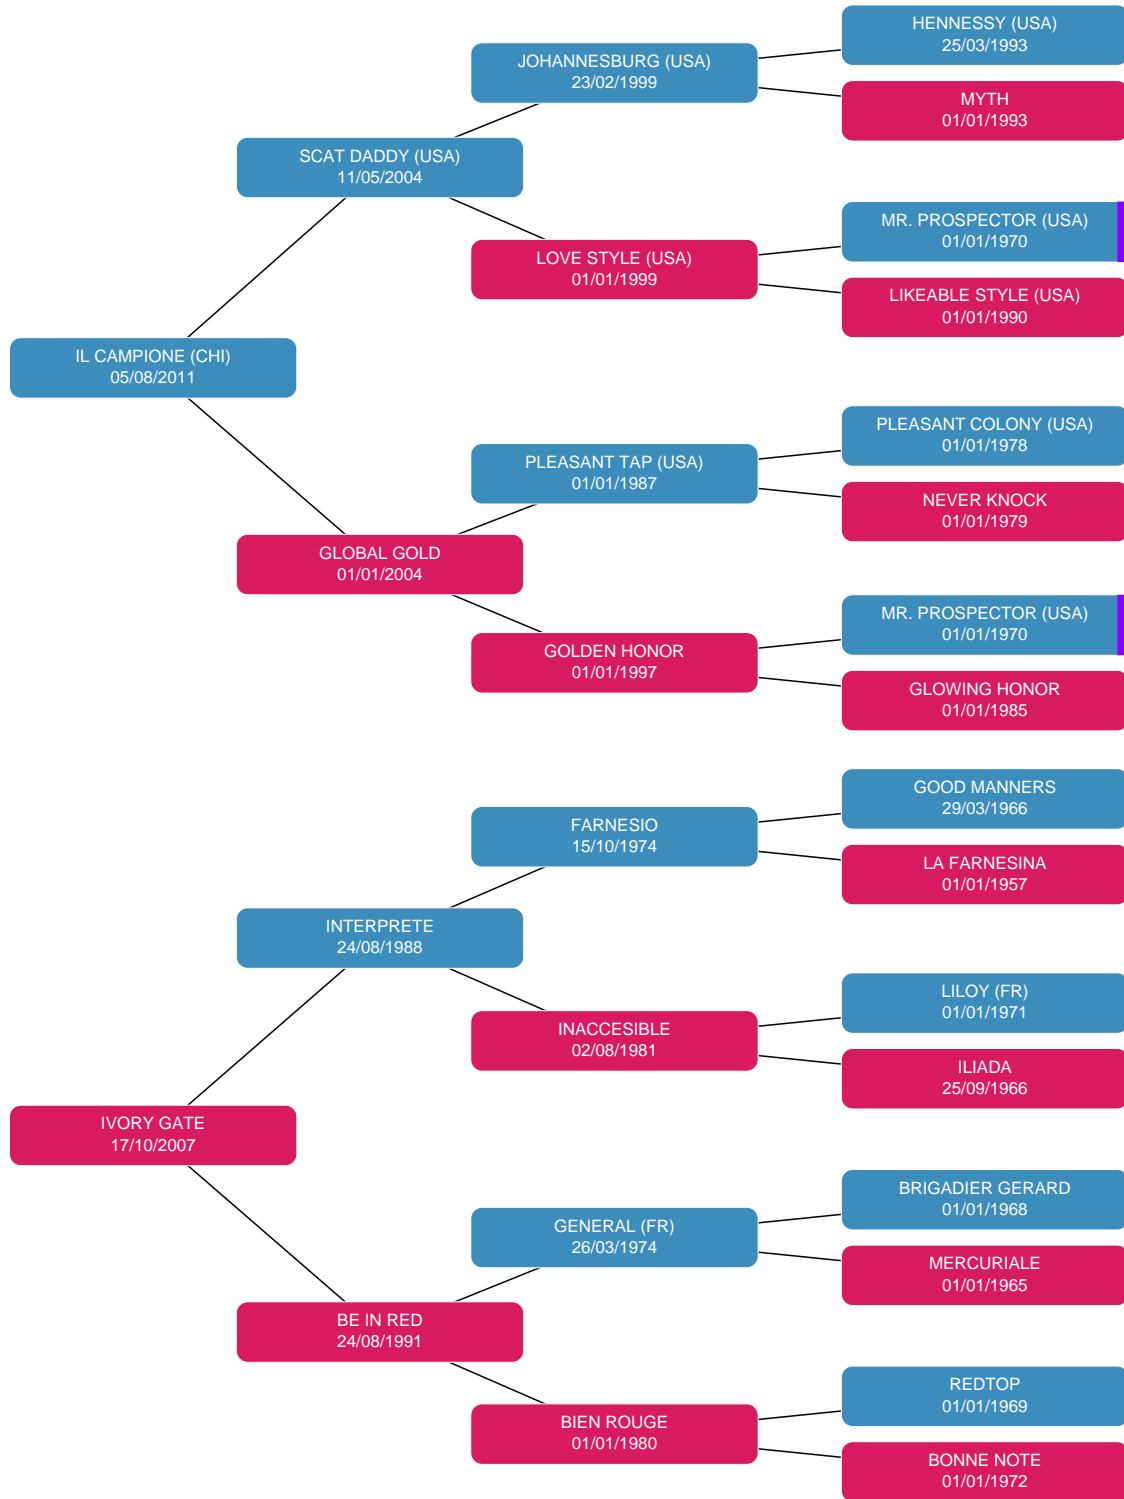 HENNESSY (USA)
25/03/1993
JOHANNESBURG (USA)
23/02/1999
MYTH
01/01/1993
SCAT DADDY (USA)
11/05/2004
MR. PROSPECTOR (USA)
01/01/1970
LOVE STYLE (USA)
01/01/1999
LIKEABLE STYLE (USA)
01/01/1990
IL CAMPIONE (CHI)
05/08/2011
PLEASANT COLONY (USA)
01/01/1978
PLEASANT TAP (USA)
01/01/1987
NEVER KNOCK
01/01/1979
GLOBAL GOLD
01/01/2004
MR. PROSPECTOR (USA)
01/01/1970
GOLDEN HONOR
01/01/1997
GLOWING HONOR
01/01/1985
GOOD MANNERS
29/03/1966
FARNESIO
15/10/1974
LA FARNESINA
01/01/1957
INTERPRETE
24/08/1988
LILOY (FR)
01/01/1971
INACCESIBLE
02/08/1981
ILIADA
25/09/1966
IVORY GATE
17/10/2007
BRIGADIER GERARD
01/01/1968
GENERAL (FR)
26/03/1974
MERCURIALE
01/01/1965
BE IN RED
24/08/1991
REDTOP
01/01/1969
BIEN ROUGE
01/01/1980
BONNE NOTE
01/01/1972